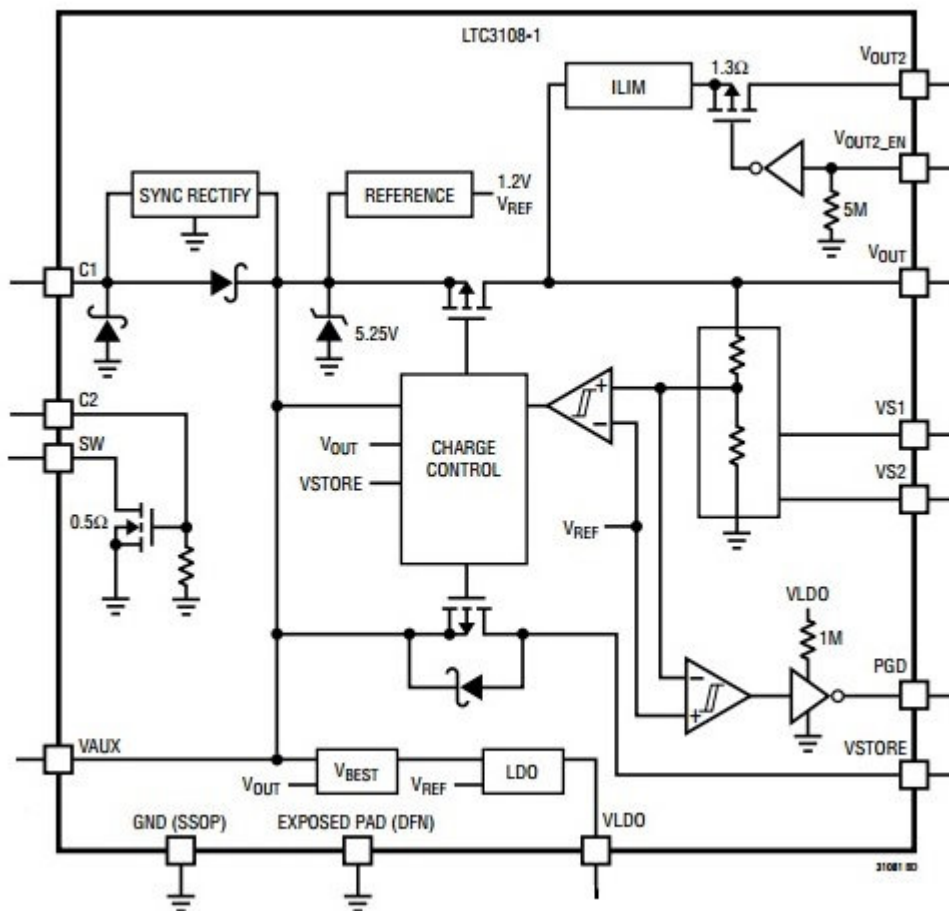 LTC3108-1
VOUT2
1.3Ω
ILIM
VOUT2_EN
SYNC RECTIFY
REFERENCE
1.2V
VREF
5M
C1
VOUT
5.25V
C2
VS1
SW
VOUT
CHARGE
CONTROL
VSTORE
VS2
0.5Ω
VREF
VLDO
1M
PGD
VAUX
VSTORE
VBEST
LDO
VOUT
VREF
GND (SSOP)
EXPOSED PAD (DFN)
VLDO
31081 BD